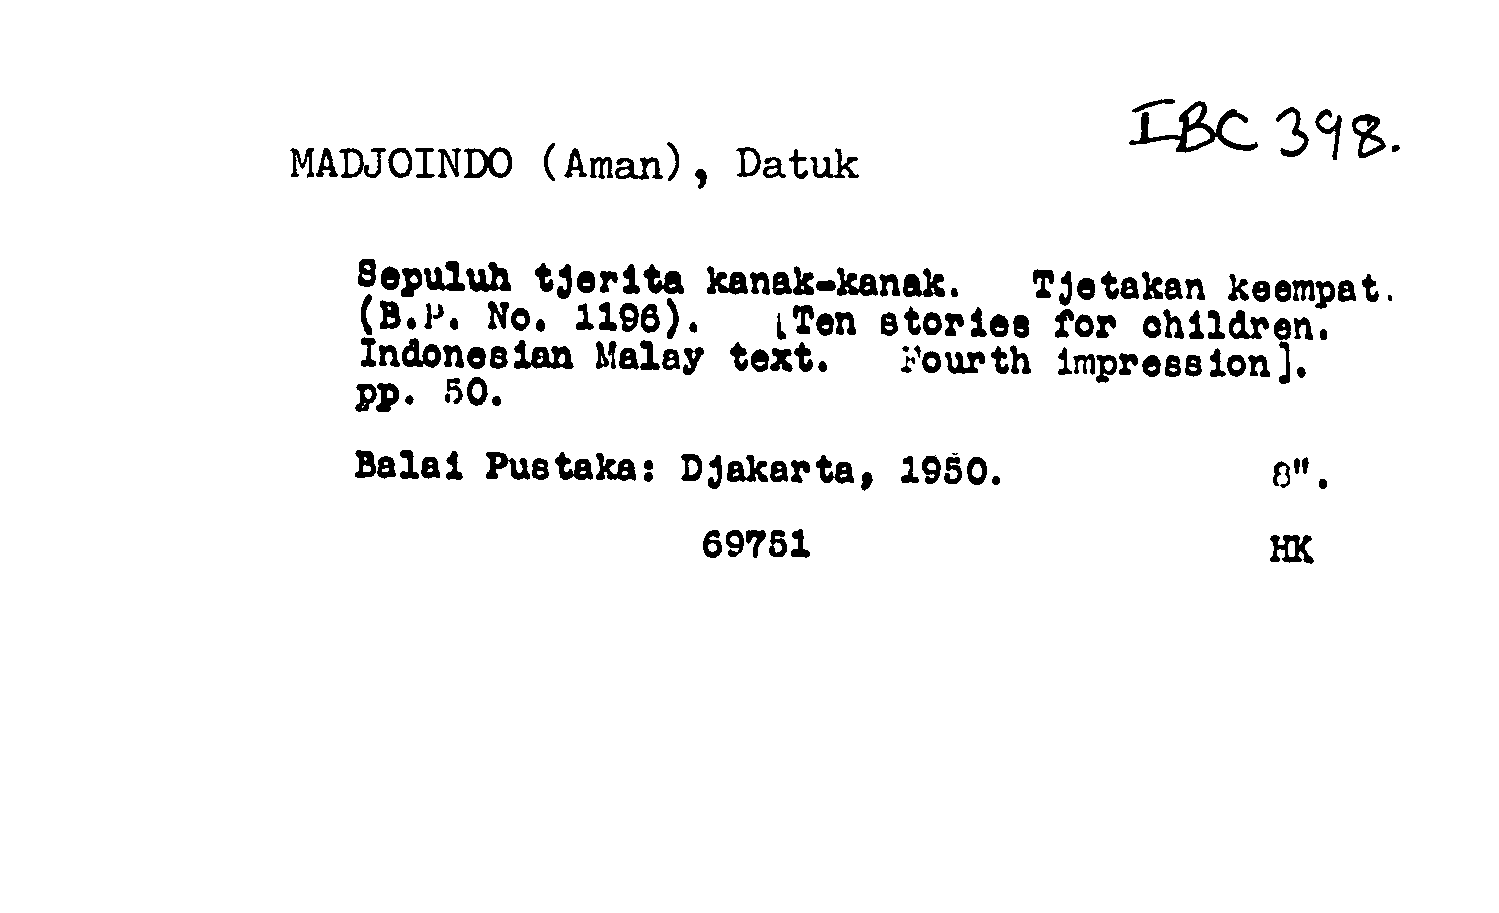 IBC 398.
MADJOINDO (Aman), Datuk
Sepuluh tjerita kanak-kanak. Tjetakan keempat.
(B.P. No. 1196). [Ten stories for children.
Indonesian Malay text. Fourth impression].
pp. 50.
Balai Pustaka: Djakarta, 1950. 8".
69751 HK